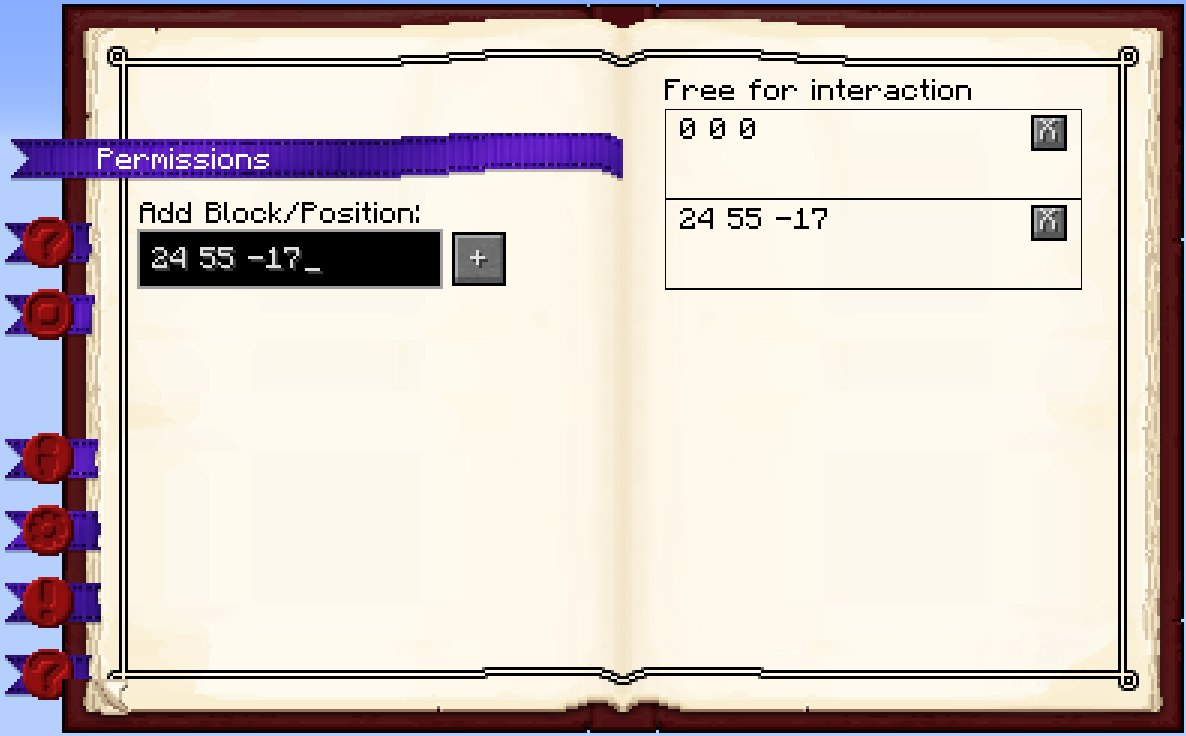 Permissions
Add Block/Position:
24 55 -17_
+
Free for interaction
0 0 0
X
24 55 -17
X